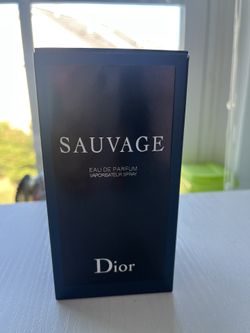 SAUVAGE
EAU DE PARFUM
VAPORISATEUR SPRAY
Dior